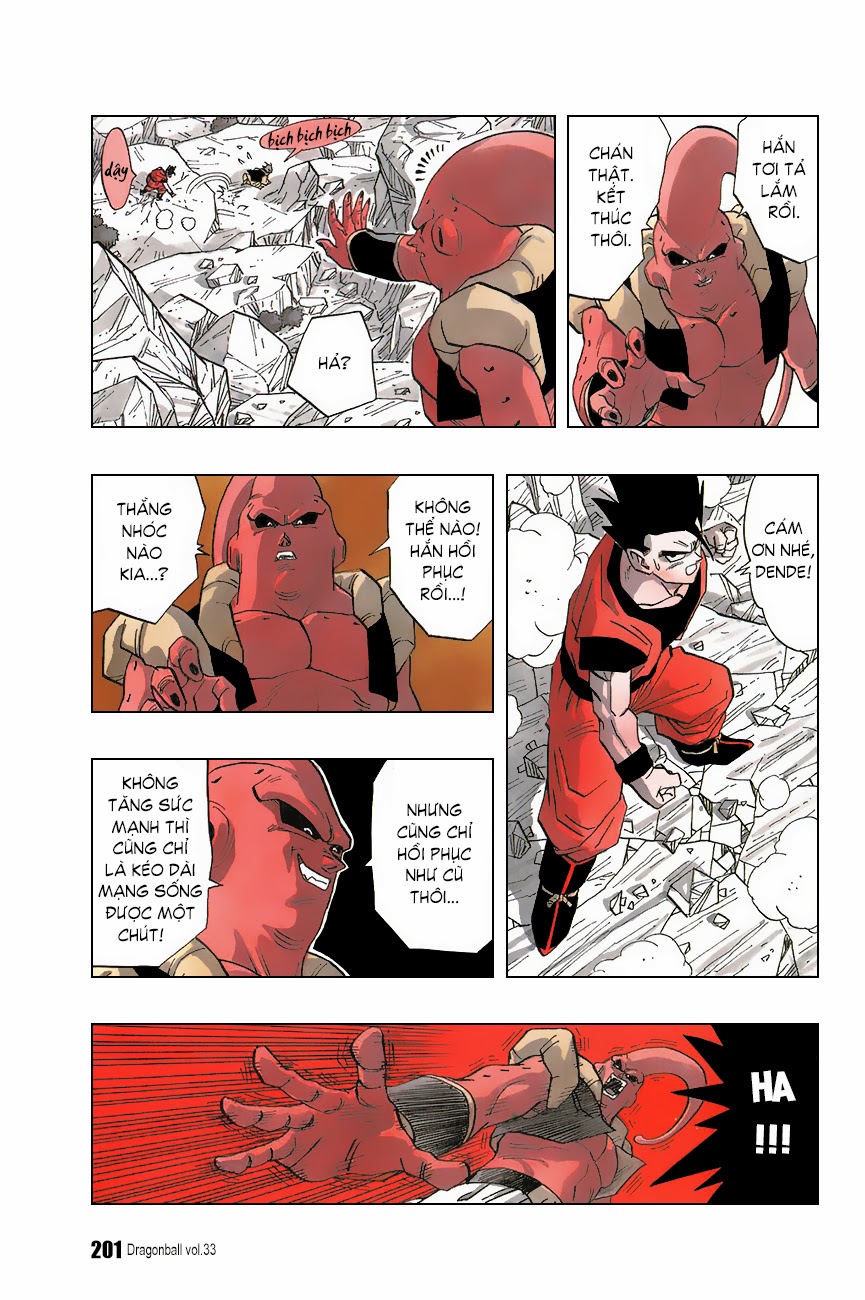 HẮN
TƠI TẢ
LẮM
RỒI.
CHÁN
THẬT.
KẾT
THÚC
THÔI.
bịch bịch bịch
dậy
HẢ?
CÁM
ƠN NHÉ,
DENDE!
KHÔNG
THỂ NÀO!
HẮN HỒI
PHỤC
RỒI...!
THẰNG
NHÓC
NÀO
KIA...?
NHƯNG
CŨNG CHỈ
HỒI PHỤC
NHƯ CŨ
THÔI...
KHÔNG
TĂNG SỨC
MẠNH THÌ
CŨNG CHỈ
LÀ KÉO DÀI
MẠNG SỐNG
ĐƯỢC MỘT
CHÚT!
HA
!!!
201 Dragonball vol.33